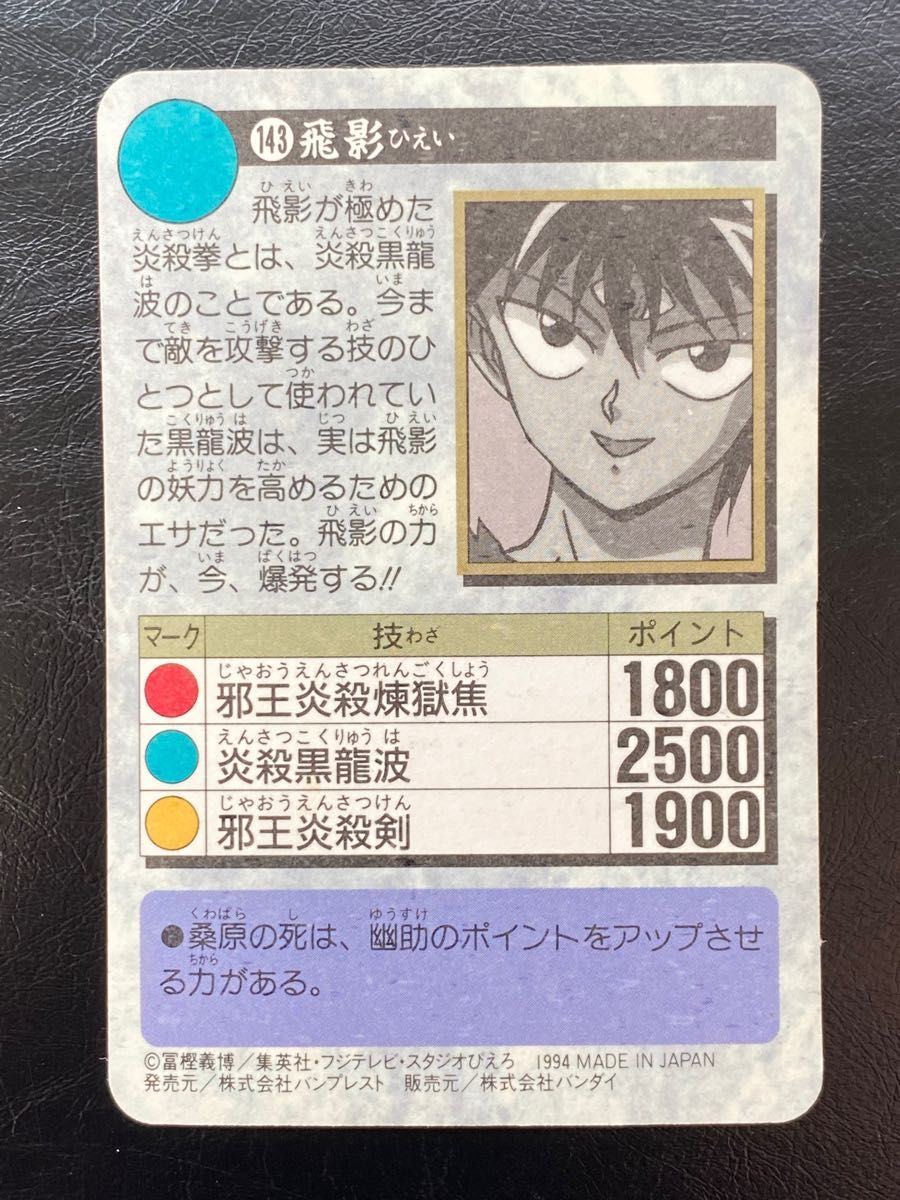 143 飛影 ひえい
ひえい きわ
飛影が極めた
えんさつけん えんさつこくりゅう
炎殺拳とは、炎殺黒龍
は いま
波のことである。今ま
てき こうげき わざ
で敵を攻撃する技のひ
つか
とつとして使われてい
こくりゅうは じつ ひえい
た黒龍波は、実は飛影
ようりょく たか
の妖力を高めるための
ひえい ちから
エサだった。飛影の力
いま ばくはつ
が、今、爆発する!!
マーク 技わざ ポイント
じゃおうえんさつれんごくしょう
邪王炎殺煉獄焦 1800
えんさつこくりゅうは
炎殺黒龍波 2500
じゃおうえんさつけん
邪王炎殺剣 1900
くわばら し ゆうすけ
●桑原の死は、幽助のポイントをアップさせ
ちから
る力がある。
©冨樫義博/集英社・フジテレビ・スタジオぴえろ 1994 MADE IN JAPAN
発売元/株式会社バンプレスト 販売元/株式会社バンダイ